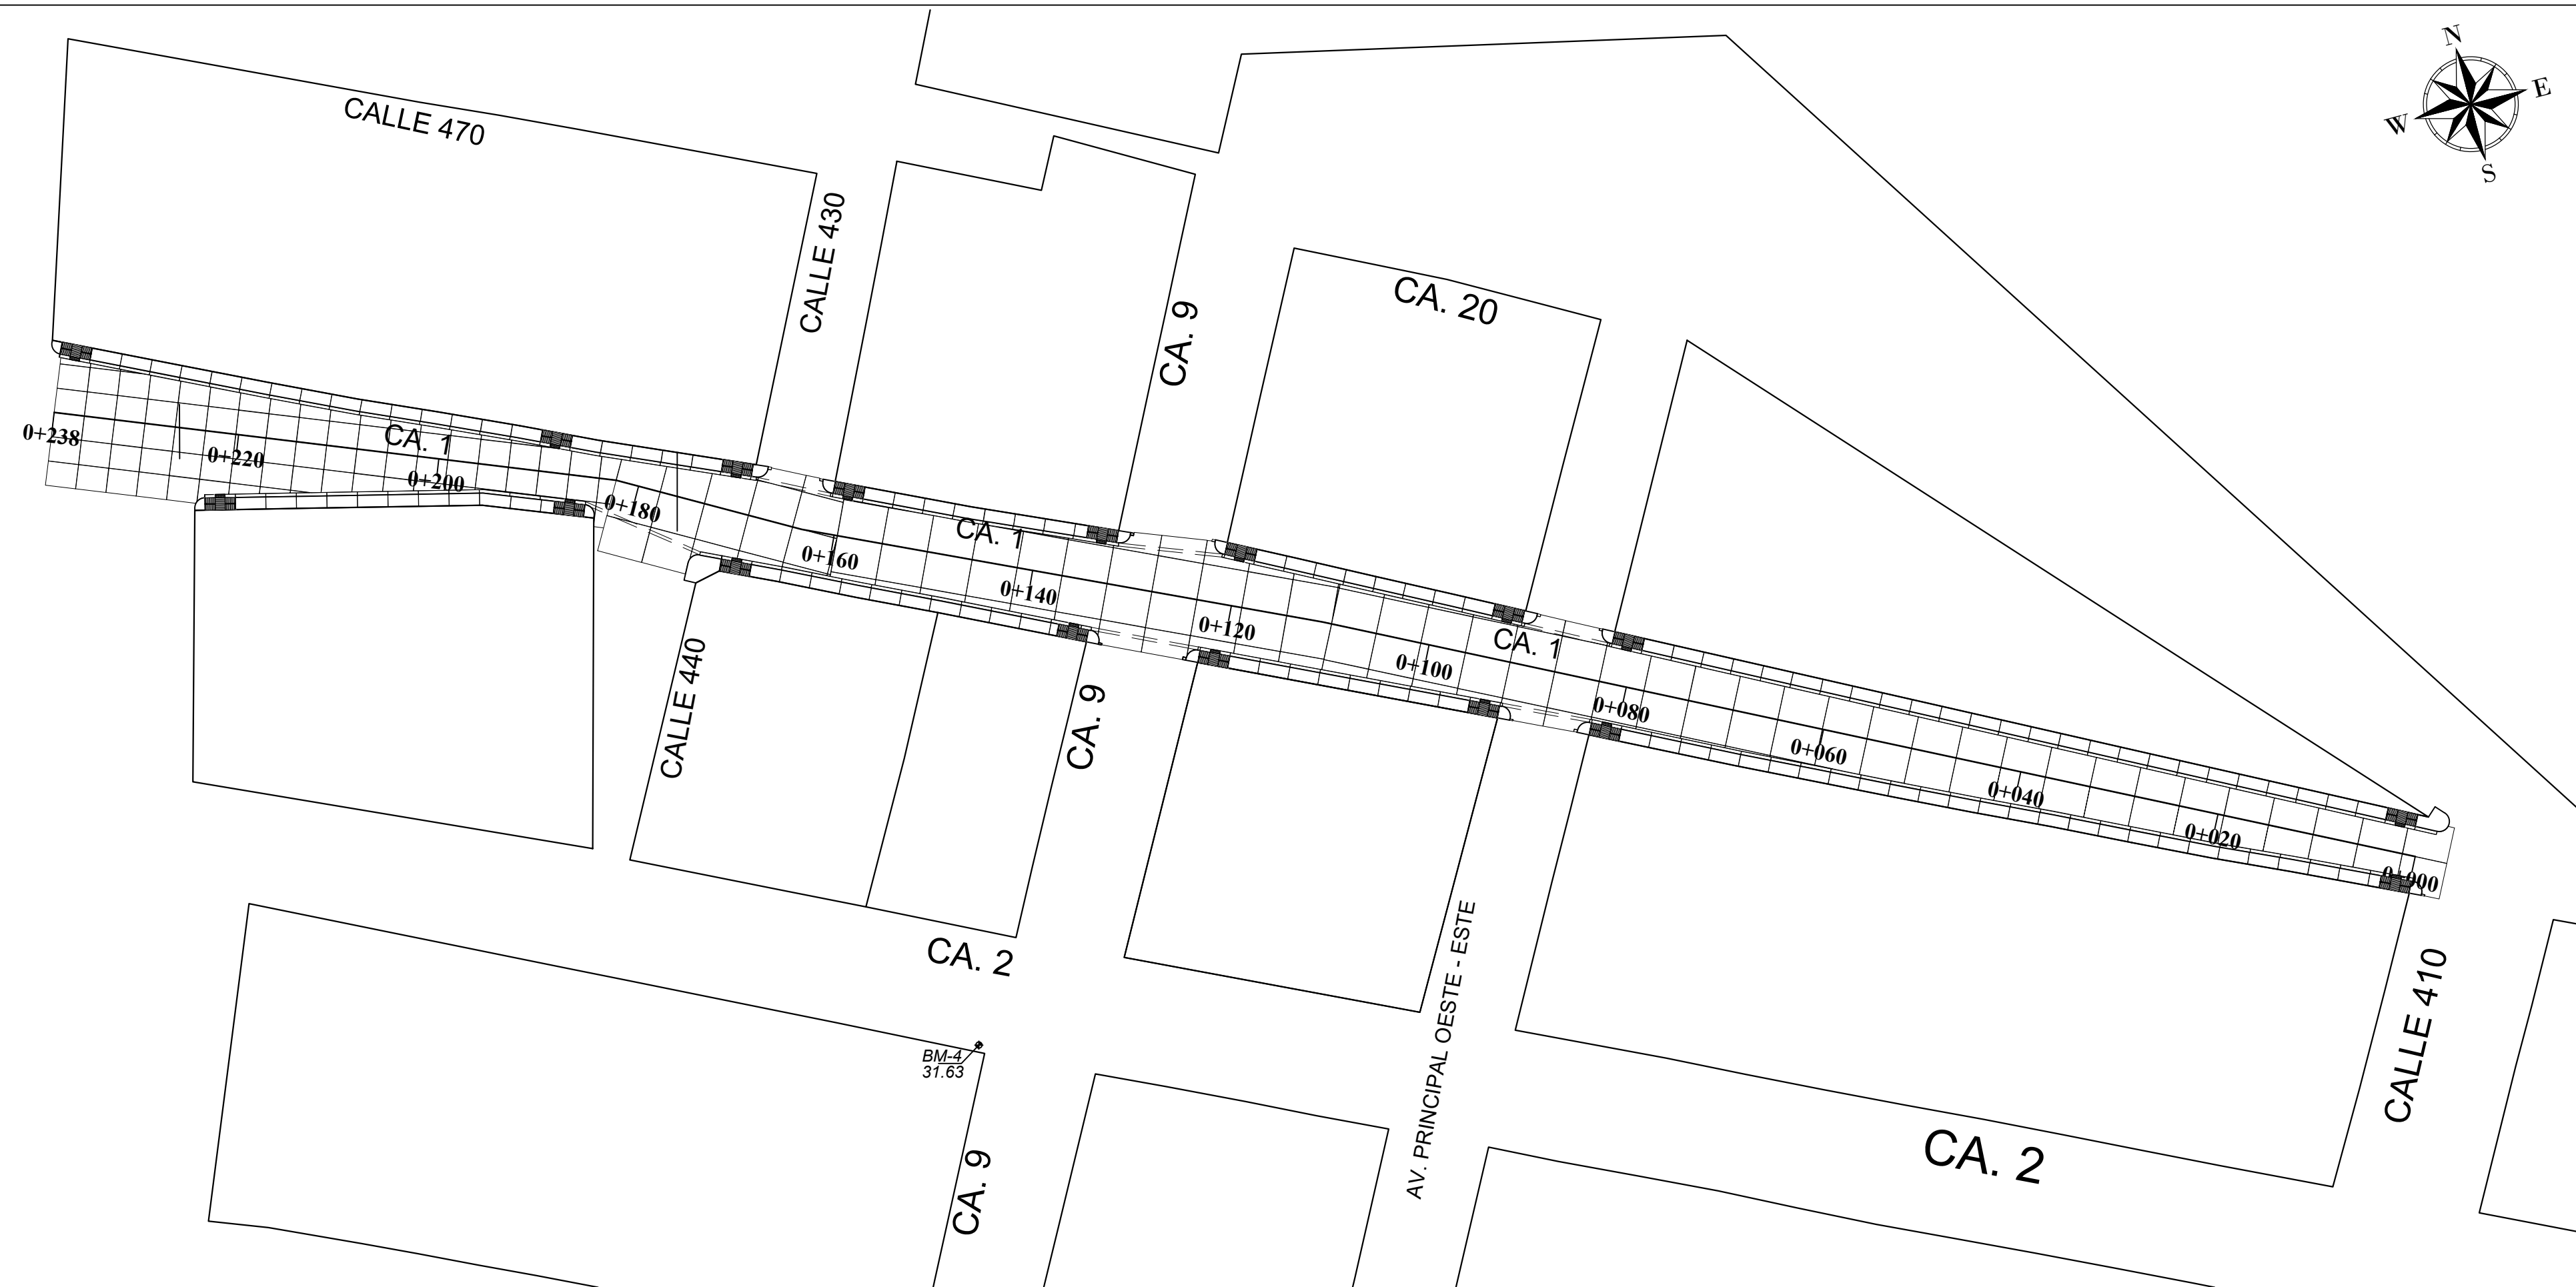 N
E
W
S
CALLE 470
CALLE 430
CA. 9
CA. 20
0+238
0+220
CA. 1
0+200
0+180
0+160
CA. 1
0+140
0+120
0+100
CA. 1
0+080
0+060
0+040
0+020
0+000
CALLE 440
CA. 9
CA. 2
AV. PRINCIPAL OESTE - ESTE
CALLE 410
BM-4
31.63
CA. 9
CA. 2